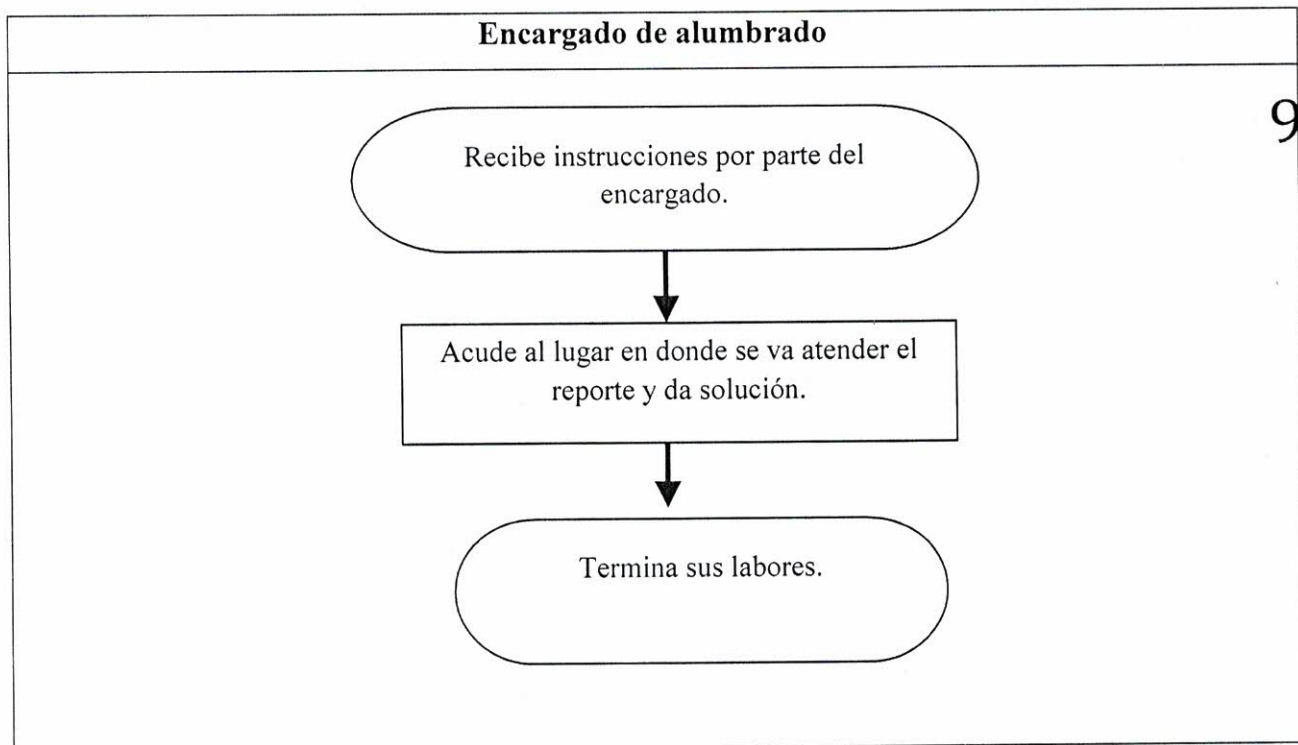 Encargado de alumbrado
9
Recibe instrucciones por parte del
encargado.
Acude al lugar en donde se va atender el
reporte y da solución.
Termina sus labores.